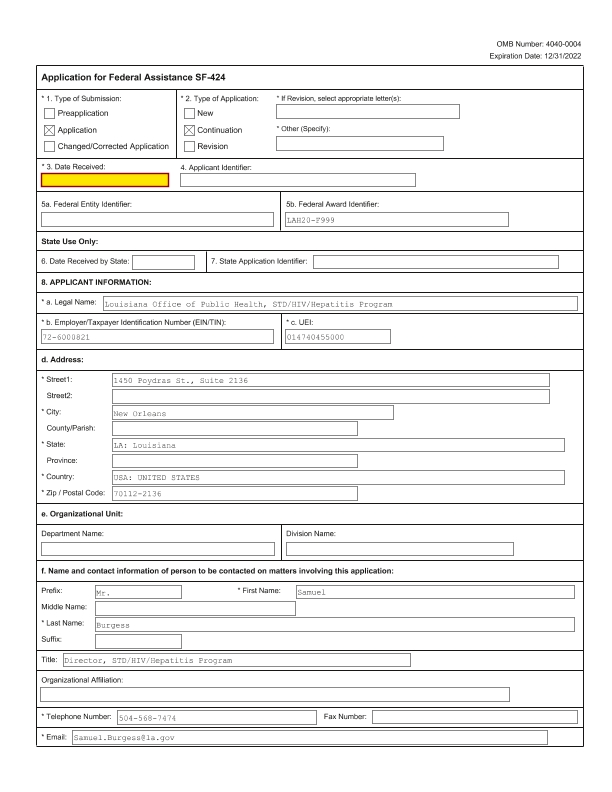 OMB Number: 4040-0004
Expiration Date: 12/31/2022
Application for Federal Assistance SF-424
* 1. Type of Submission:
Preapplication
Application
Changed/Corrected Application
* 2. Type of Application:
New
Continuation
Revision
* If Revision, select appropriate letter(s):
* Other (Specify):
* 3. Date Received:
4. Applicant Identifier:
5a. Federal Entity Identifier:
5b. Federal Award Identifier:
LAH20-F999
State Use Only:
6. Date Received by State:
7. State Application Identifier:
8. APPLICANT INFORMATION:
* a. Legal Name: Louisiana Office of Public Health, STD/HIV/Hepatitis Program
* b. Employer/Taxpayer Identification Number (EIN/TIN):
72-6000821
* c. UEI:
014740455000
d. Address:
* Street1: 1450 Poydras St., Suite 2136
Street2:
* City: New Orleans
County/Parish:
* State: LA: Louisiana
Province:
* Country: USA: UNITED STATES
* Zip / Postal Code: 70112-2136
e. Organizational Unit:
Department Name:
Division Name:
f. Name and contact information of person to be contacted on matters involving this application:
Prefix: Mr. * First Name: Samuel
Middle Name:
* Last Name: Burgess
Suffix:
Title: Director, STD/HIV/Hepatitis Program
Organizational Affiliation:
* Telephone Number: 504-568-7474 Fax Number:
* Email: Samuel.Burgess@la.gov